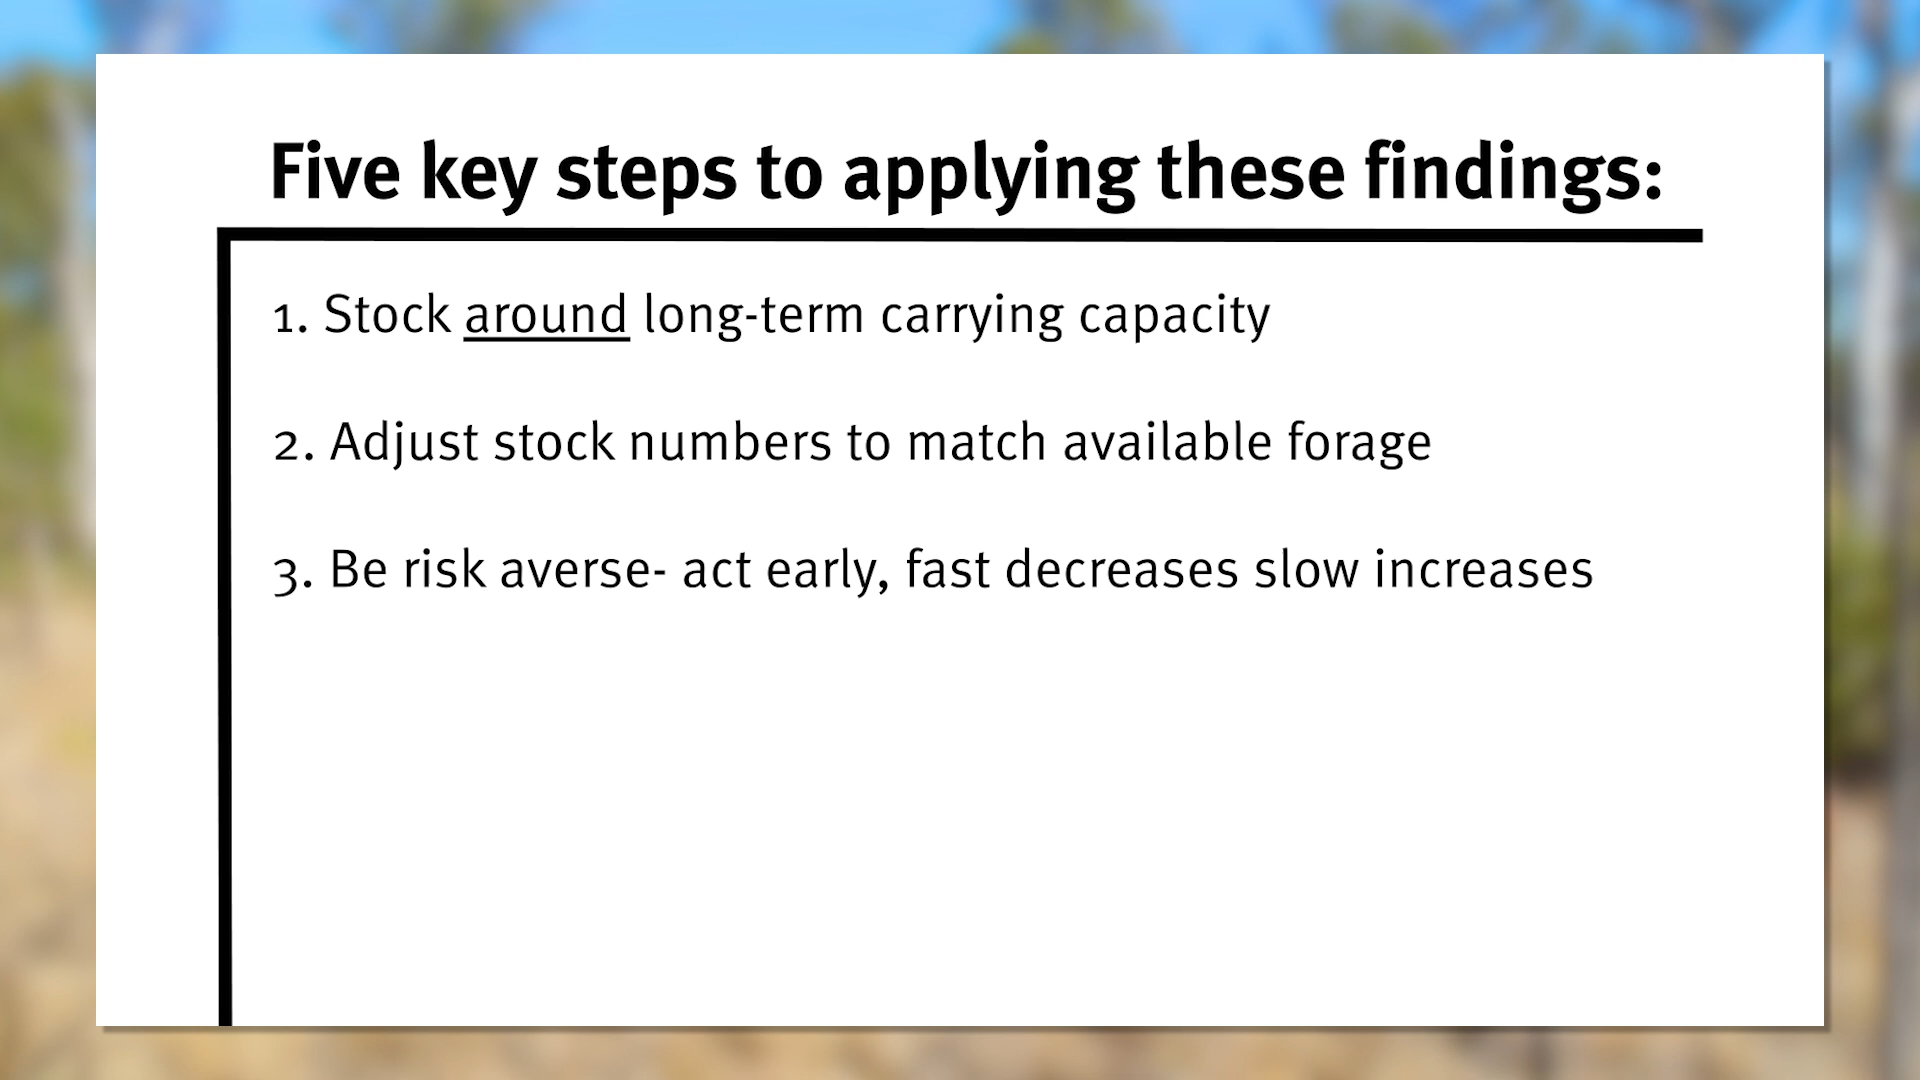 Five key steps to applying these findings:
1. Stock around long-term carrying capacity
2. Adjust stock numbers to match available forage
3. Be risk averse- act early, fast decreases slow increases